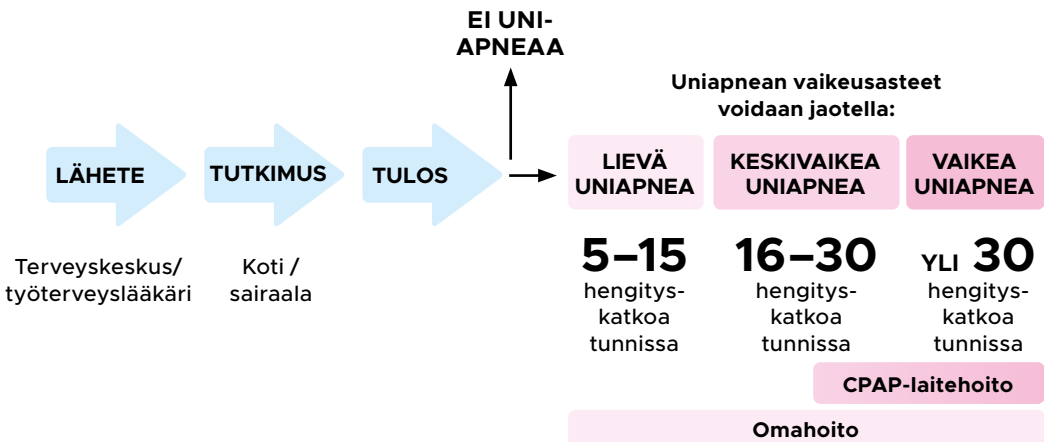 EI UNI-
APNEAA
Uniapnean vaikeusasteet
voidaan jaotella:
LÄHETE
TUTKIMUS
TULOS
LIEVÄ
UNIAPNEA
KESKIVAIKEA
UNIAPNEA
VAIKEA
UNIAPNEA
Terveyskeskus/
työterveyslääkäri
Koti /
sairaala
5–15
hengitys-
katkoa
tunnissa
16–30
hengitys-
katkoa
tunnissa
YLI 30
hengitys-
katkoa
tunnissa
CPAP-laitehoito
Omahoito